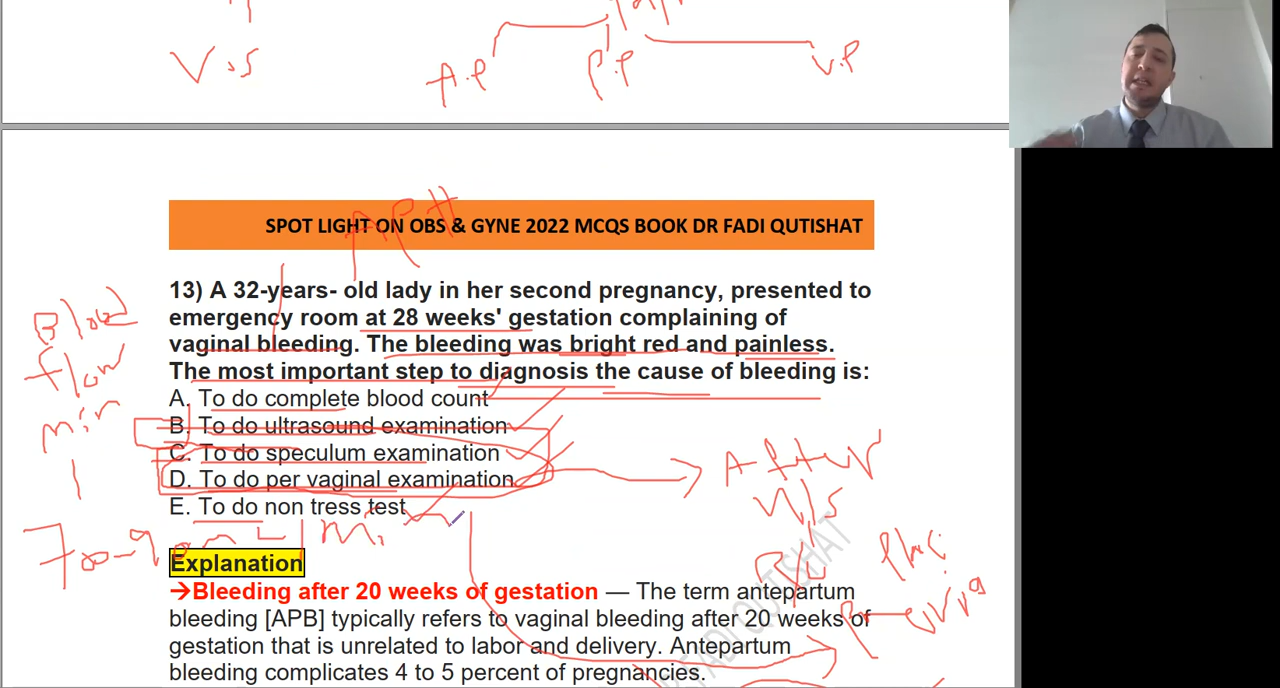 V.S
A.P P.P V.P
APH
SPOT LIGHT ON OBS & GYNE 2022 MCQS BOOK DR FADI QUTISHAT
13) A 32-years- old lady in her second pregnancy, presented to
emergency room at 28 weeks' gestation complaining of
vaginal bleeding. The bleeding was bright red and painless.
The most important step to diagnosis the cause of bleeding is:
A. To do complete blood count
B. To do ultrasound examination
C. To do speculum examination
D. To do per vaginal examination
E. To do non tress test
Blood
flow
min
After
U/S
Explanation
→Bleeding after 20 weeks of gestation — The term antepartum
bleeding [APB] typically refers to vaginal bleeding after 20 weeks of
gestation that is unrelated to labor and delivery. Antepartum
bleeding complicates 4 to 5 percent of pregnancies.